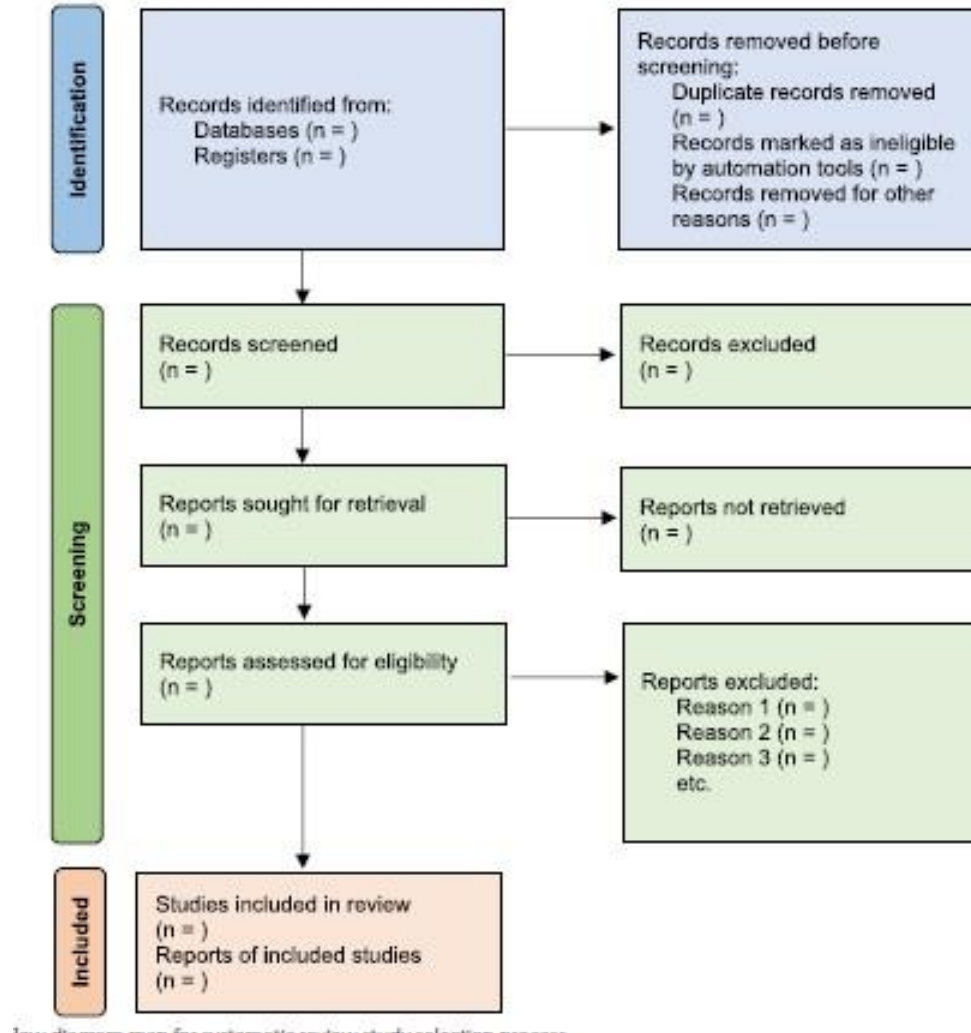 Identification
Records identified from:
Databases (n = )
Registers (n = )
Records removed before
screening:
Duplicate records removed
(n = )
Records marked as ineligible
by automation tools (n = )
Records removed for other
reasons (n = )
Screening
Records screened
(n = )
Records excluded
(n = )
Reports sought for retrieval
(n = )
Reports not retrieved
(n = )
Reports assessed for eligibility
(n = )
Reports excluded:
Reason 1 (n = )
Reason 2 (n = )
Reason 3 (n = )
etc.
Included
Studies included in review
(n = )
Reports of included studies
(n = )